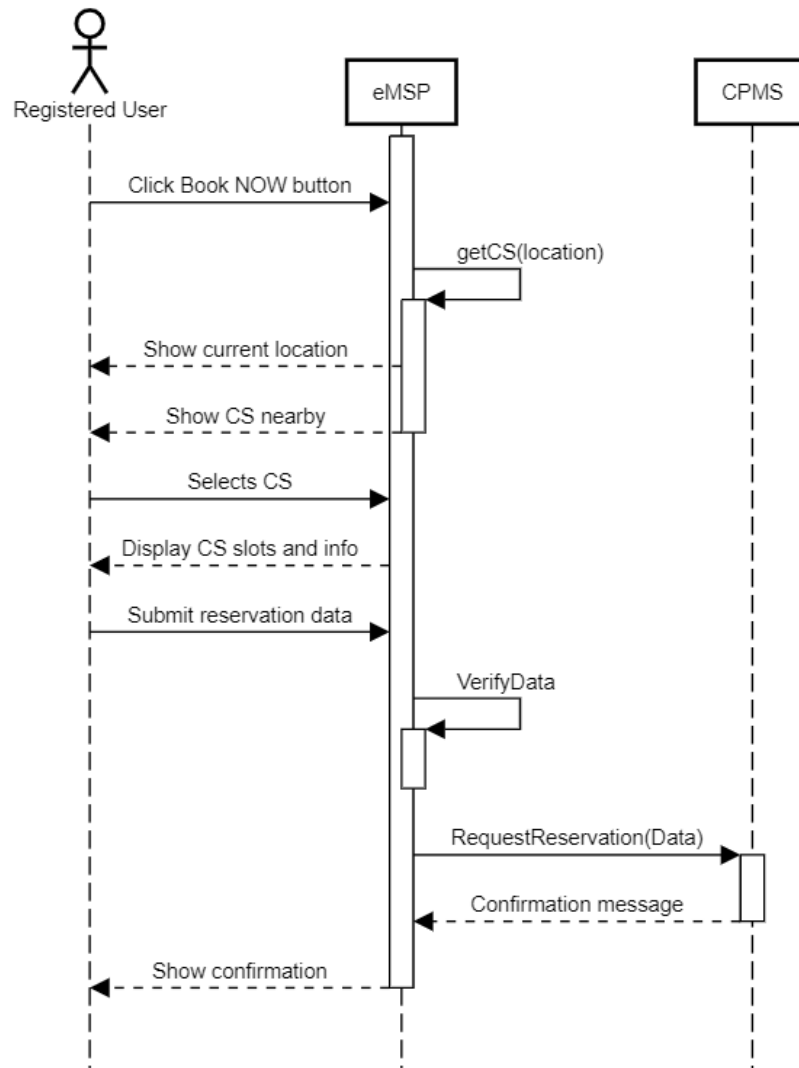 Registered User
eMSP
CPMS
Click Book NOW button
getCS(location)
Show current location
Show CS nearby
Selects CS
Display CS slots and info
Submit reservation data
VerifyData
RequestReservation(Data)
Confirmation message
Show confirmation